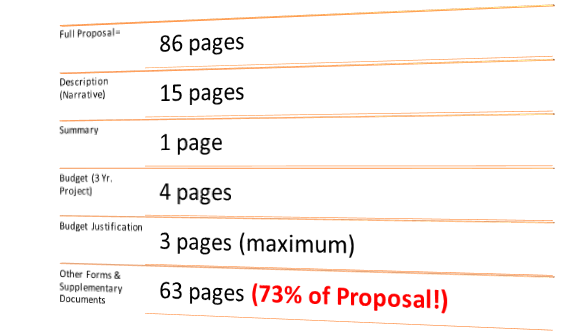 Full Proposal=
86 pages
Description
(Narrative)
15 pages
Summary
1 page
Budget (3 Yr.
Project)
4 pages
Budget Justification
3 pages (maximum)
Other Forms &
Supplementary
Documents
63 pages (73% of Proposal!)